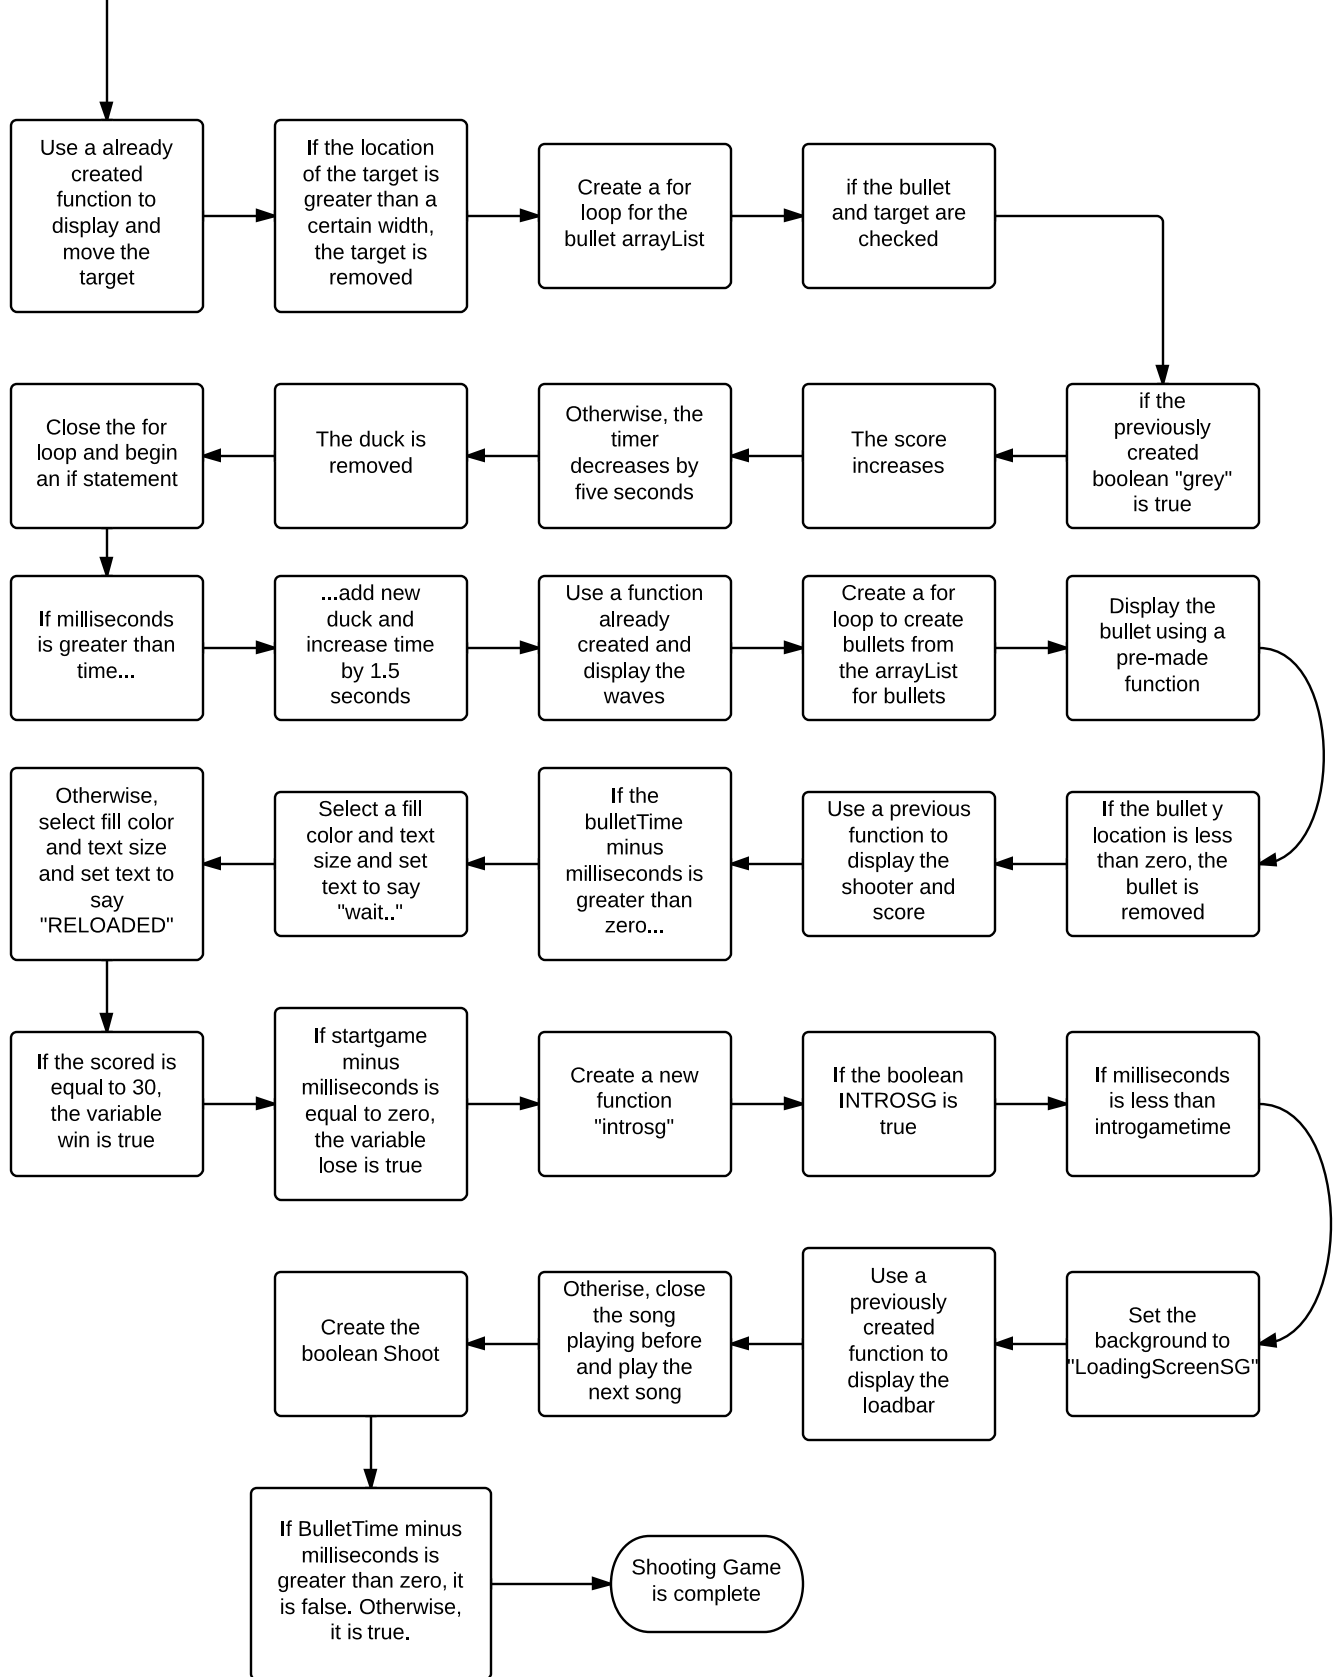 Use a already
created
function to
display and
move the
target
If the location
of the target is
greater than a
certain width,
the target is
removed
Create a for
loop for the
bullet arrayList
if the bullet
and target are
checked
if the
previously
created
boolean "grey"
is true
The score
increases
Otherwise, the
timer
decreases by
five seconds
The duck is
removed
Close the for
loop and begin
an if statement
If milliseconds
is greater than
time...
...add new
duck and
increase time
by 1.5
seconds
Use a function
already
created and
display the
waves
Create a for
loop to create
bullets from
the arrayList
for bullets
Display the
bullet using a
pre-made
function
If the bullet y
location is less
than zero, the
bullet is
removed
Use a previous
function to
display the
shooter and
score
If the
bulletTime
minus
milliseconds is
greater than
zero...
Select a fill
color and text
size and set
text to say
"wait.."
Otherwise,
select fill color
and text size
and set text to
say
"RELOADED"
If the scored is
equal to 30,
the variable
win is true
If startgame
minus
milliseconds is
equal to zero,
the variable
lose is true
Create a new
function
"introsg"
If the boolean
INTROSG is
true
If milliseconds
is less than
introgametime
Set the
background to
"LoadingScreenSG"
Use a
previously
created
function to
display the
loadbar
Otherise, close
the song
playing before
and play the
next song
Create the
boolean Shoot
If BulletTime minus
milliseconds is
greater than zero, it
is false. Otherwise,
it is true.
Shooting Game
is complete